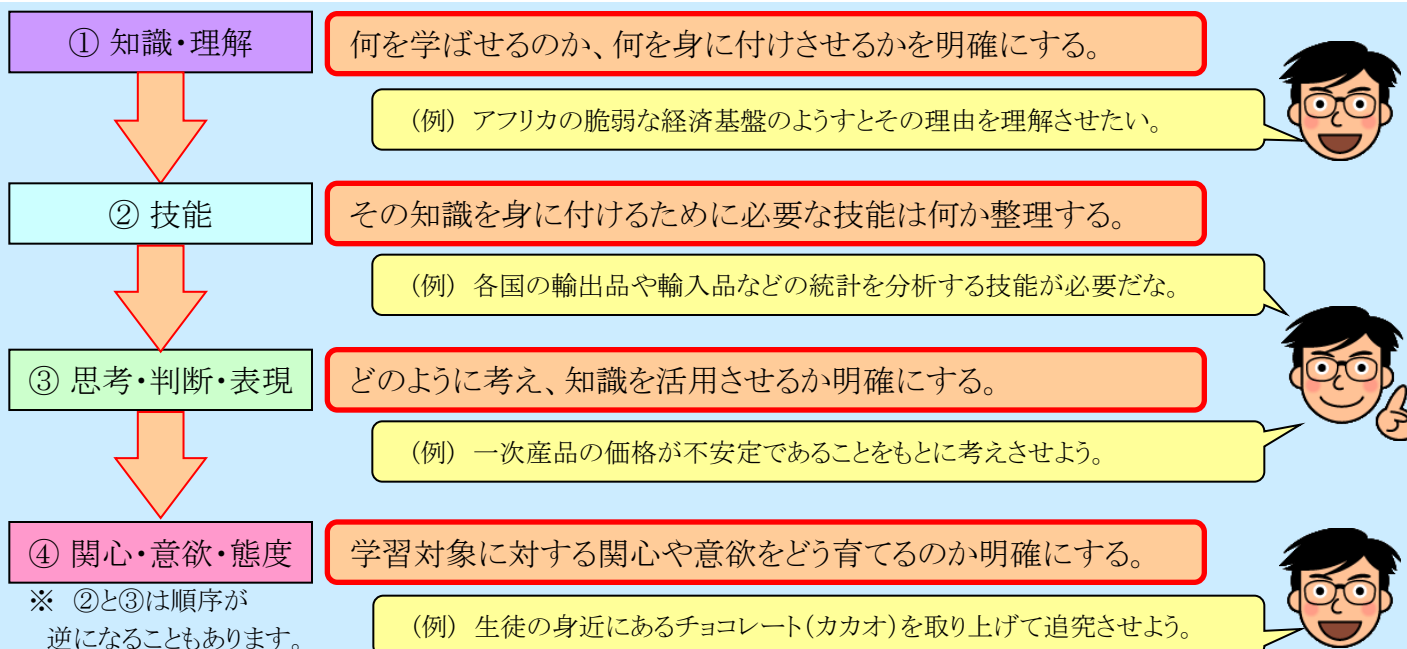 ① 知識・理解
何を学ばせるのか、何を身に付けさせるかを明確にする。
(例) アフリカの脆弱な経済基盤のようすとその理由を理解させたい。
② 技能
その知識を身に付けるために必要な技能は何か整理する。
(例) 各国の輸出品や輸入品などの統計を分析する技能が必要だな。
③ 思考・判断・表現
どのように考え、知識を活用させるか明確にする。
(例) 一次産品の価格が不安定であることをもとに考えさせよう。
④ 関心・意欲・態度
学習対象に対する関心や意欲をどう育てるのか明確にする。
※ ②と③は順序が
逆になることもあります。
(例) 生徒の身近にあるチョコレート(カカオ)を取り上げて追究させよう。